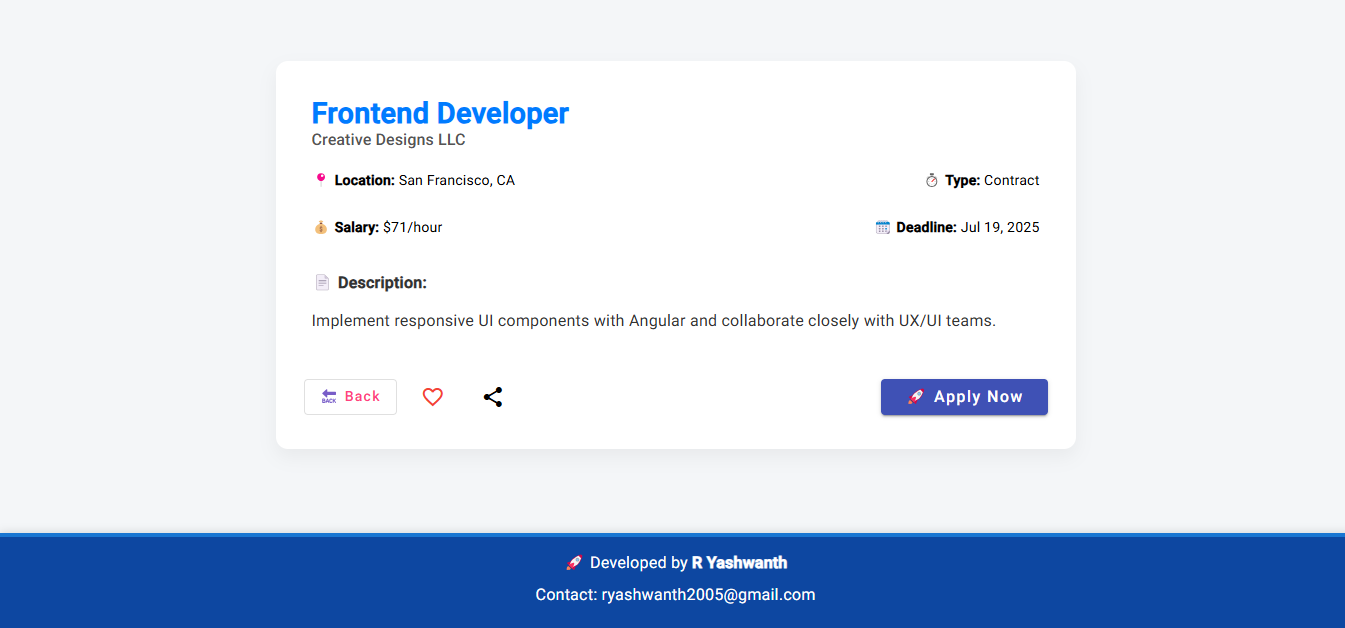 Frontend Developer
Creative Designs LLC
📍 Location: San Francisco, CA
⏱ Type: Contract
💰 Salary: $71/hour
📅 Deadline: Jul 19, 2025
📄 Description:
Implement responsive UI components with Angular and collaborate closely with UX/UI teams.
🔙 Back
🚀 Apply Now
🚀 Developed by R Yashwanth
Contact: ryashwanth2005@gmail.com